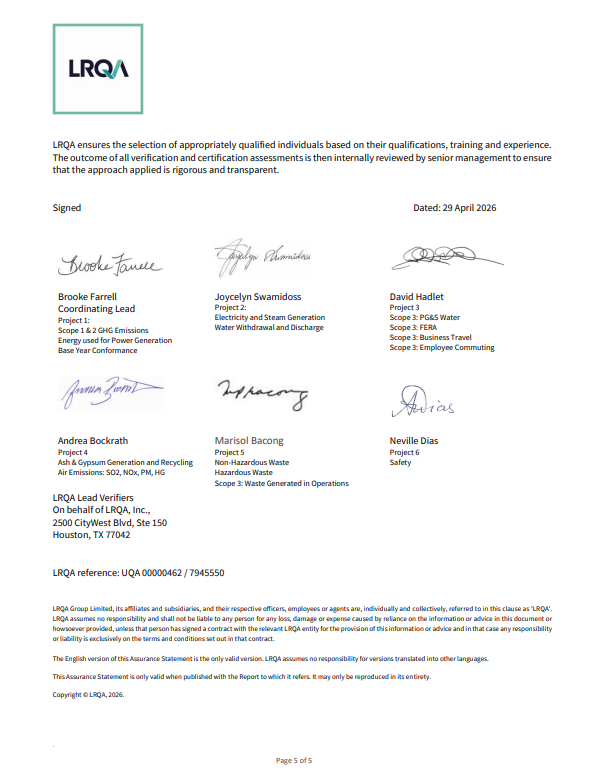 LRQA
LRQA ensures the selection of appropriately qualified individuals based on their qualifications, training and experience.
The outcome of all verification and certification assessments is then internally reviewed by senior management to ensure
that the approach applied is rigorous and transparent.
Signed
Dated: 29 April 2026
Brooke Farrell
Brooke Farrell
Coordinating Lead
Project 1:
Scope 1 & 2 GHG Emissions
Energy used for Power Generation
Base Year Conformance
Joycelyn Swamidoss
Project 2:
Electricity and Steam Generation
Water Withdrawal and Discharge
David Hadlet
Project 3
Scope 3: PG&S Water
Scope 3: FERA
Scope 3: Business Travel
Scope 3: Employee Commuting
Andrea Bockrath
Project 4
Ash & Gypsum Generation and Recycling
Air Emissions: SO2, NOx, PM, HG
Marisol Bacong
Project 5
Non-Hazardous Waste
Hazardous Waste
Scope 3: Waste Generated in Operations
Neville Dias
Project 6
Safety
LRQA Lead Verifiers
On behalf of LRQA, Inc.,
2500 CityWest Blvd, Ste 150
Houston, TX 77042
LRQA reference: UQA 00000462 / 7945550
LRQA Group Limited, its affiliates and subsidiaries, and their respective officers, employees or agents are, individually and collectively, referred to in this clause as 'LRQA'.
LRQA assumes no responsibility and shall not be liable to any person for any loss, damage or expense caused by reliance on the information or advice in this document or
howsoever provided, unless that person has signed a contract with the relevant LRQA entity for the provision of this information or advice and in that case any responsibility
or liability is exclusively on the terms and conditions set out in that contract.
The English version of this Assurance Statement is the only valid version. LRQA assumes no responsibility for versions translated into other languages.
This Assurance Statement is only valid when published with the Report to which it refers. It may only be reproduced in its entirety.
Copyright © LRQA, 2026.
Page 5 of 5